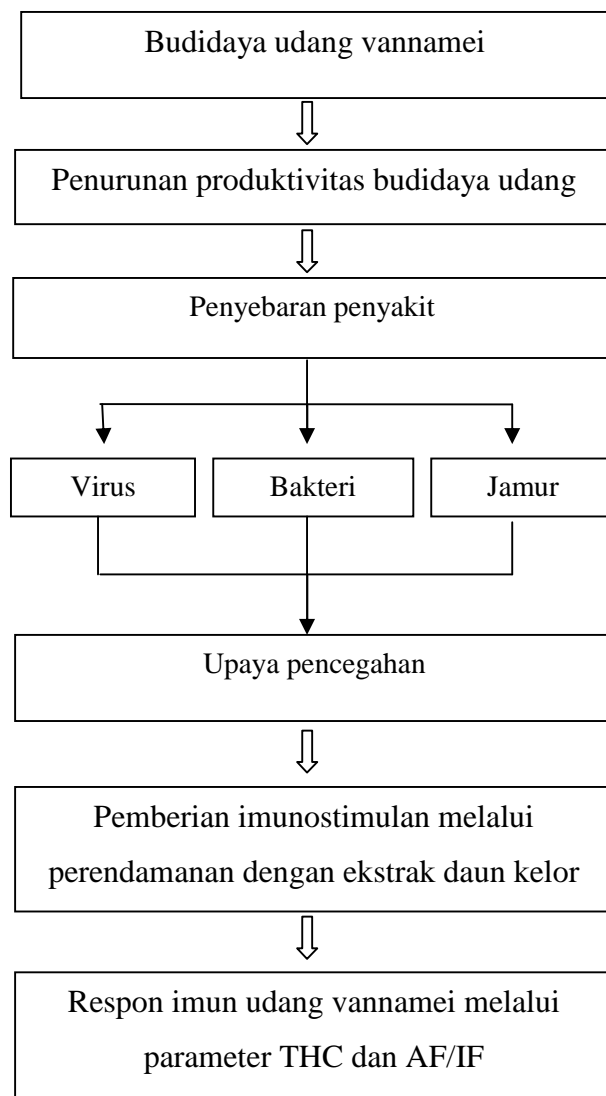 Budidaya udang vannamei
Penurunan produktivitas budidaya udang
Penyebaran penyakit
Virus
Bakteri
Jamur
Upaya pencegahan
Pemberian imunostimulan melalui
perendamanan dengan ekstrak daun kelor
Respon imun udang vannamei melalui
parameter THC dan AF/IF